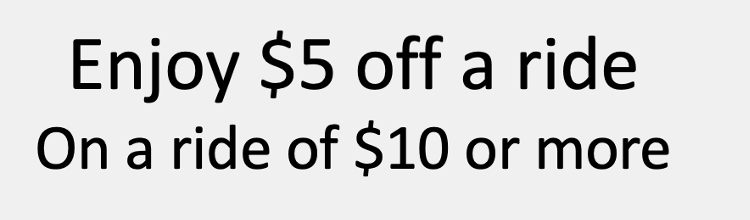 Enjoy $5 off a ride
On a ride of $10 or more